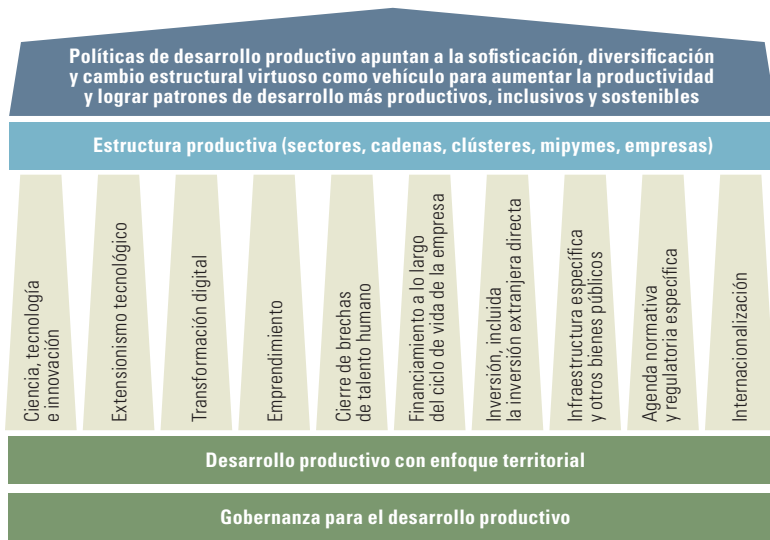 Políticas de desarrollo productivo apuntan a la sofisticación, diversificación
y cambio estructural virtuoso como vehículo para aumentar la productividad
y lograr patrones de desarrollo más productivos, inclusivos y sostenibles
Estructura productiva (sectores, cadenas, clústeres, mipymes, empresas)
Ciencia, tecnología
e innovación
Extensionismo tecnológico
Transformación digital
Emprendimiento
Cierre de brechas
de talento humano
Financiamiento a lo largo
del ciclo de vida de la empresa
Inversión, incluida
la inversión extranjera directa
Infraestructura específica
y otros bienes públicos
Agenda normativa
y regulatoria específica
Internacionalización
Desarrollo productivo con enfoque territorial
Gobernanza para el desarrollo productivo